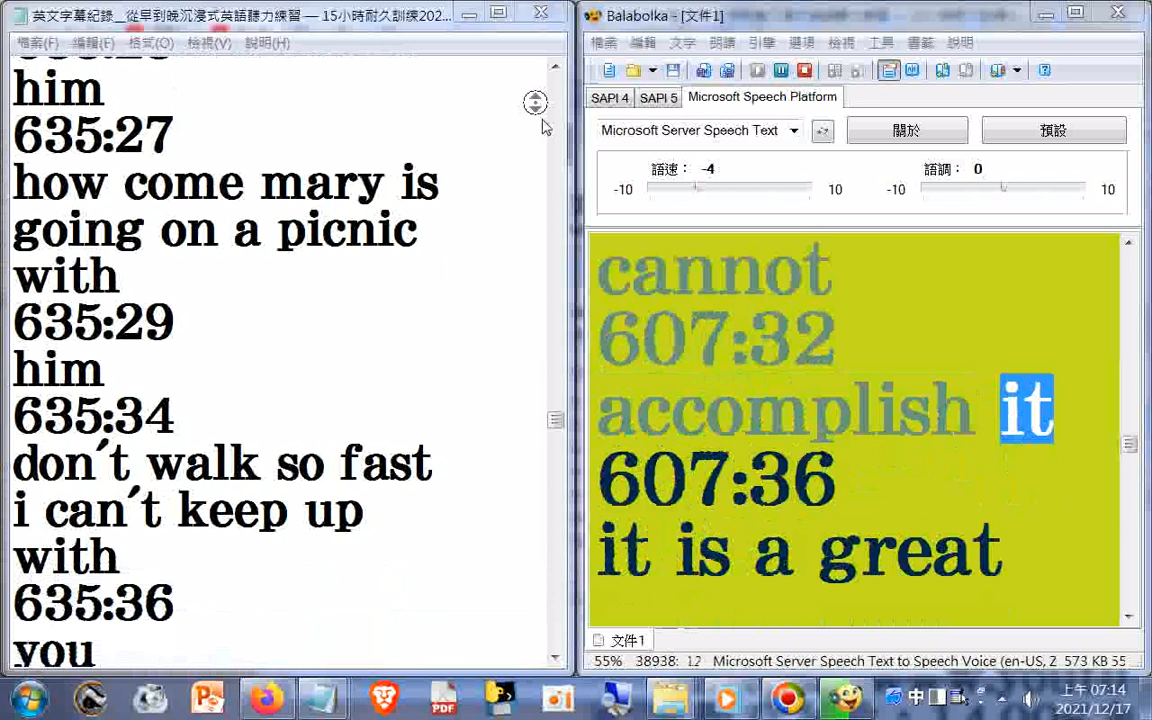 英文字幕紀錄__從早到晚沉浸式英語聽力練習 — 15小時耐久訓練202...
檔案(F) 編輯(E) 格式(O) 檢視(V) 說明(H)
him
635:27
how come mary is
going on a picnic
with
635:29
him
635:34
don't walk so fast
i can't keep up
with
635:36
you
Balabolka - [文件1]
檔案 編輯 文字 朗讀 引擎 選項 檢視 工具 書籤 說明
SAPI 4 SAPI 5 Microsoft Speech Platform
Microsoft Server Speech Text 關於 預設
語速： -4 語調： 0
-10 10 -10 10
cannot
607:32
accomplish it
607:36
it is a great
文件1
55% 38938: 12 Microsoft Server Speech Text to Speech Voice (en-US, 2 573 KB 55
PDF 中 上午 07:14
2021/12/17